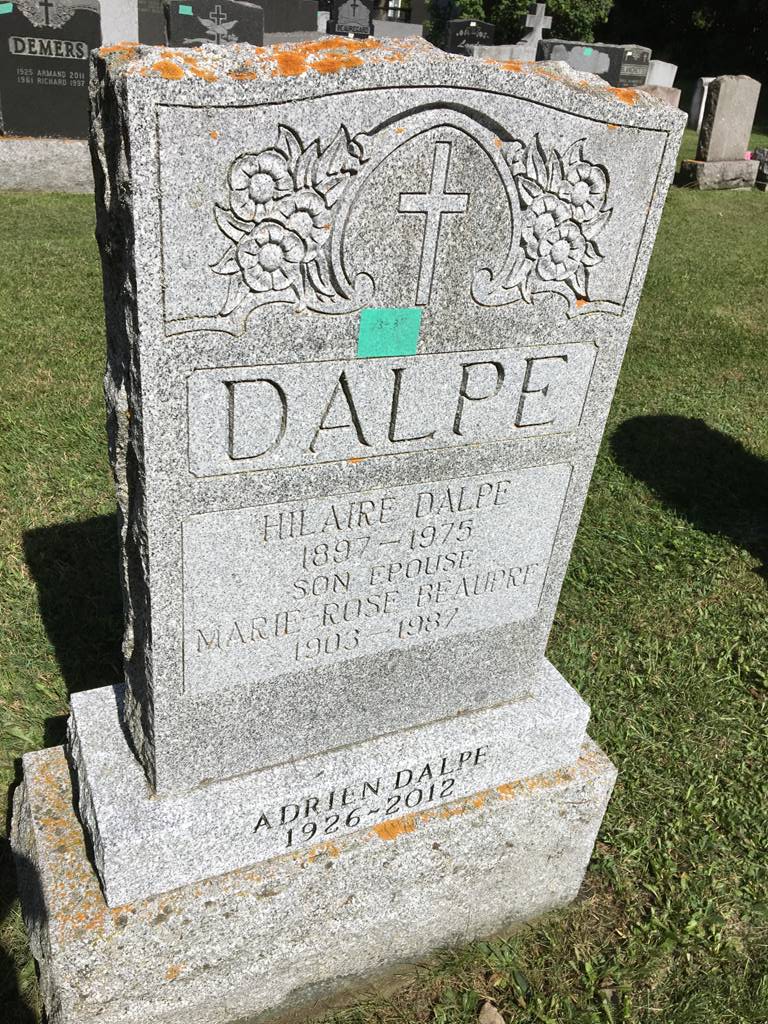 DEMERS
1925 ARMAND 2011
1961 RICHARD 1997
DALPE
HILAIRE DALPE
1897-1975
SON EPOUSE
MARIE-ROSE BEAUPRE
1903-1987
ADRIEN DALPE
1926~2012